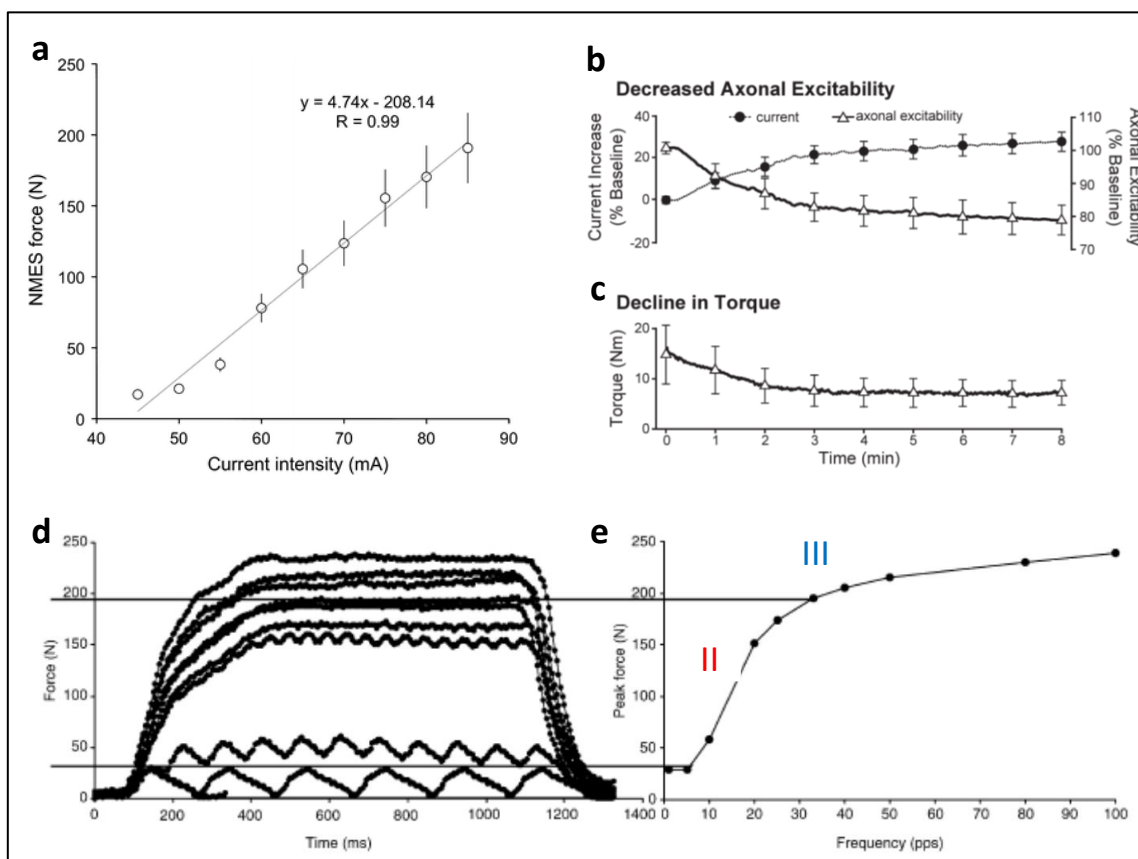 a
250
200
150
100
50
0
NMES force (N)
y = 4.74x - 208.14
R = 0.99
40 50 60 70 80 90
Current intensity (mA)
b
Decreased Axonal Excitability
current axonal excitability
40
20
0
-20
Current Increase
(% Baseline)
110
100
90
80
70
Axonal Excitability
(% Baseline)
c
Decline in Torque
20
10
0
Torque (Nm)
0 1 2 3 4 5 6 7 8
Time (min)
d
250
200
150
100
50
0
Force (N)
0 200 400 600 800 1000 1200 1400
Time (ms)
e
250
200
150
100
50
0
Peak force (N)
II
III
0 10 20 30 40 50 60 70 80 90 100
Frequency (pps)